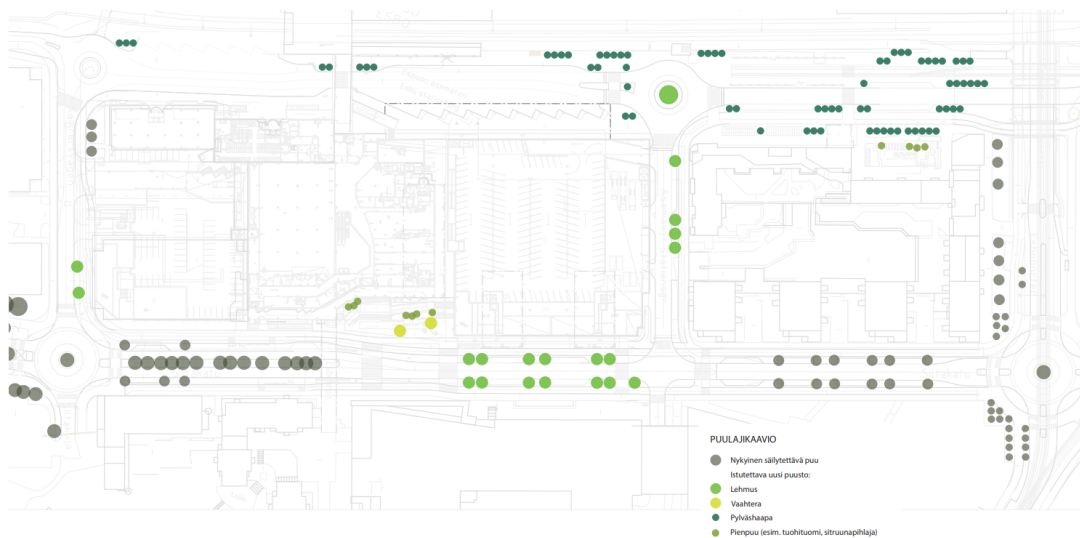 PUULAJIKAAVIO
Nykyinen säilytettävä puu
Istutettava uusi puusto:
Lehmus
Vaahtera
Pylväshaapa
Pienpuu (esim. tuohituomi, sitruunapihlaja)